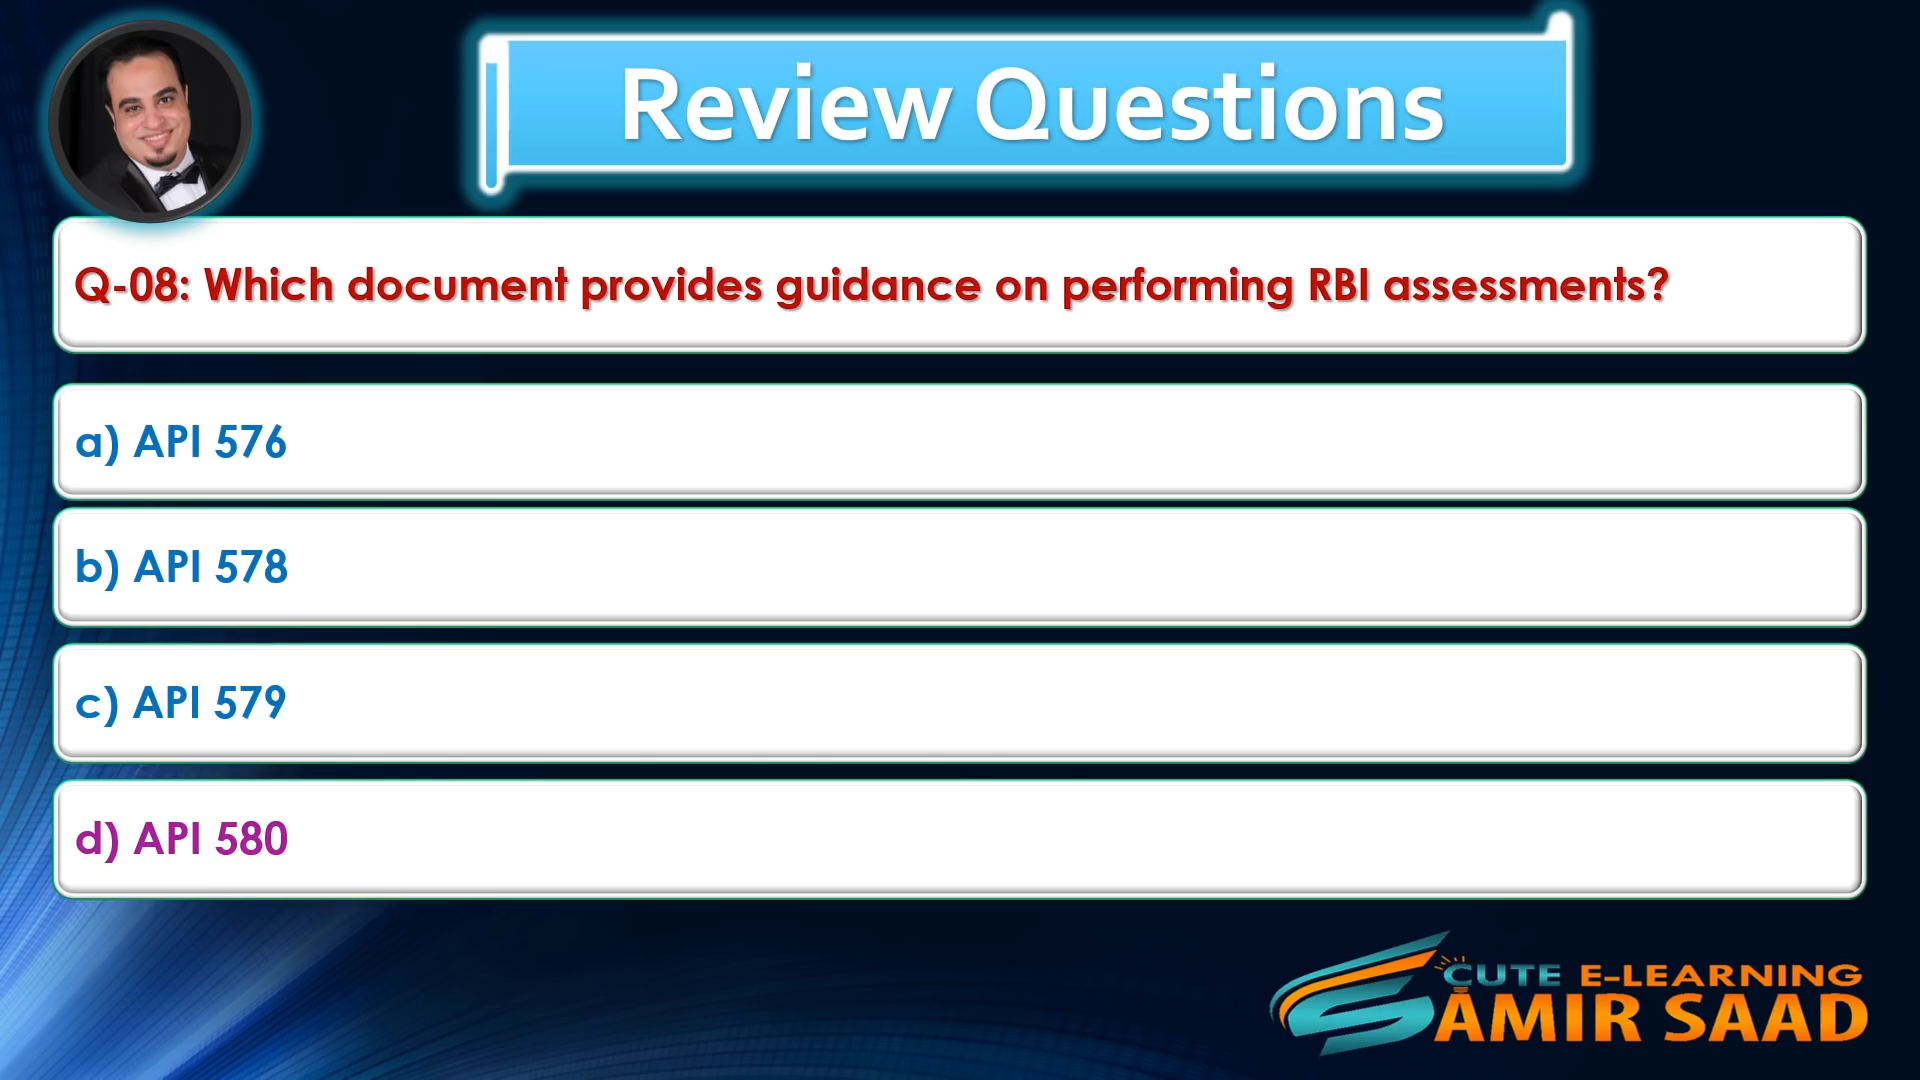 Review Questions
Q-08: Which document provides guidance on performing RBI assessments?
a) API 576
b) API 578
c) API 579
d) API 580
CUTE E-LEARNING
AMIR SAAD